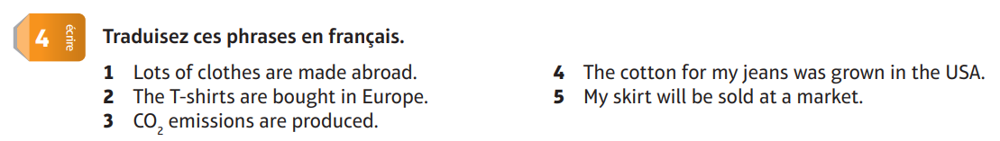 4 écrire
Traduisez ces phrases en français.
1 Lots of clothes are made abroad.
2 The T-shirts are bought in Europe.
3 CO₂ emissions are produced.
4 The cotton for my jeans was grown in the USA.
5 My skirt will be sold at a market.